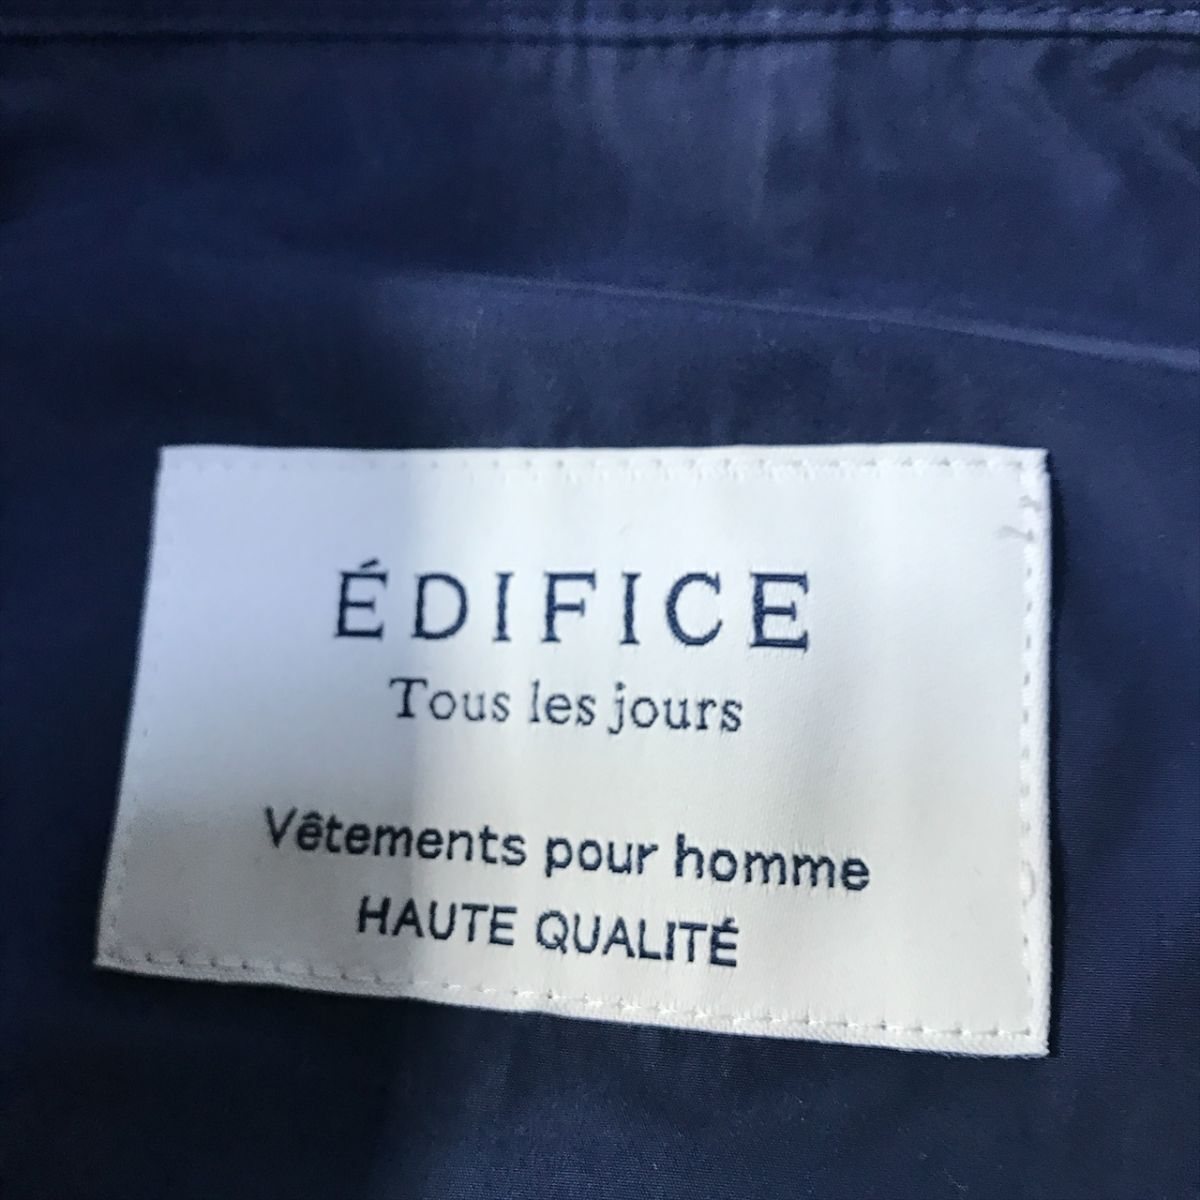 ÉDIFICE
Tous les jours
Vêtements pour homme
HAUTE QUALITÉ